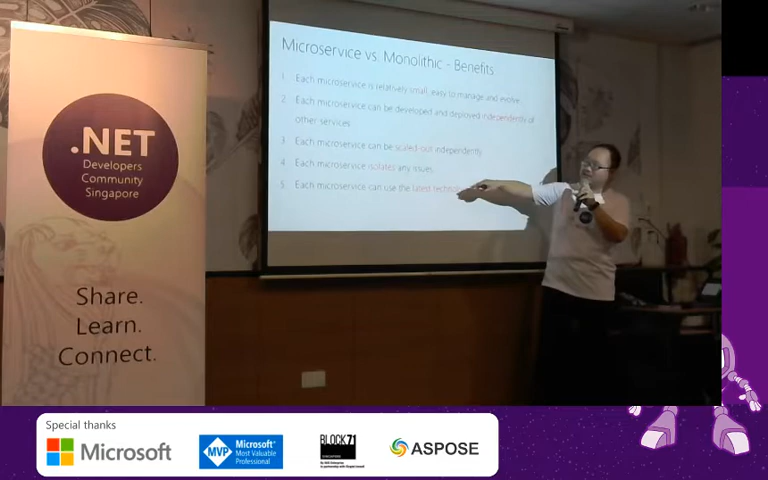 Microservice vs. Monolithic - Benefits
1. Each microservice is relatively small, easy to manage and evolve.
2. Each microservice can be developed and deployed independently of
other services.
3. Each microservice can be scaled-out independently.
4. Each microservice isolates any issues.
5. Each microservice can use the latest
.NET
Developers
Community
Singapore
Share.
Learn.
Connect.
Special thanks
Microsoft
MVP
Microsoft®
Most Valuable
Professional
BLOCK71
ASPOSE